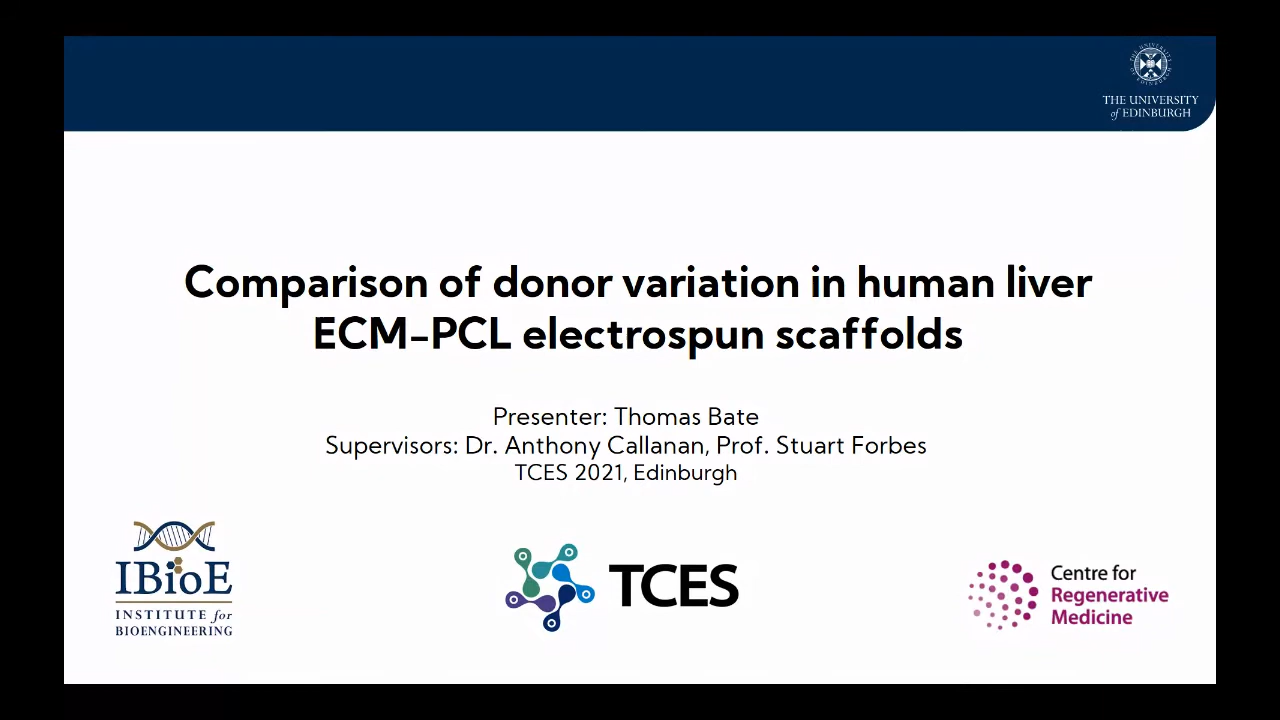 THE UNIVERSITY
of EDINBURGH
Comparison of donor variation in human liver
ECM-PCL electrospun scaffolds
Presenter: Thomas Bate
Supervisors: Dr. Anthony Callanan, Prof. Stuart Forbes
TCES 2021, Edinburgh
IBioE
INSTITUTE for
BIOENGINEERING
TCES
Centre for
Regenerative
Medicine